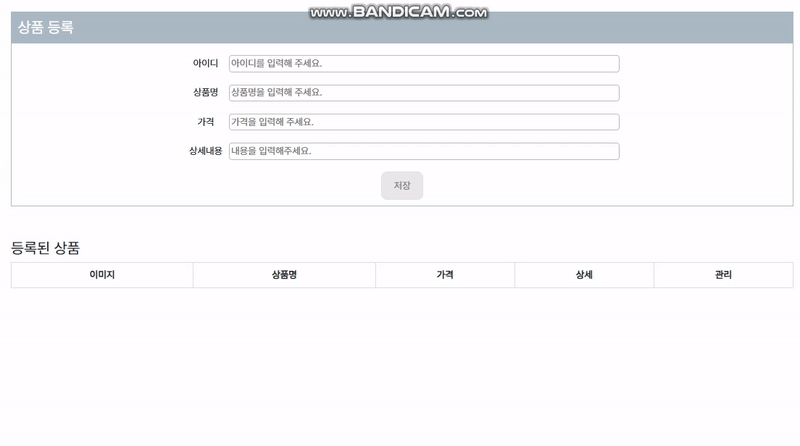 www.BANDICAM.com
상품 등록
아이디 아이디를 입력해 주세요.
상품명 상품명을 입력해 주세요.
가격 가격을 입력해 주세요.
상세내용 내용을 입력해주세요.
저장
등록된 상품
이미지 상품명 가격 상세 관리